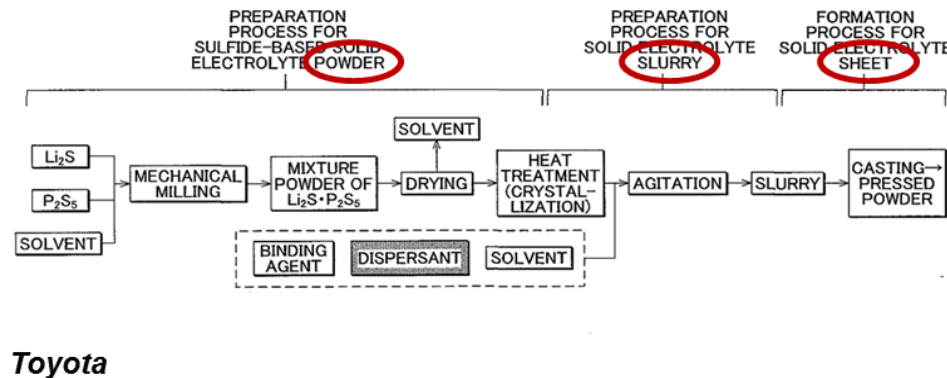 PREPARATION
PROCESS FOR
SULFIDE-BASED SOLID
ELECTROLYTE POWDER
PREPARATION
PROCESS FOR
SOLID ELECTROLYTE
SLURRY
FORMATION
PROCESS FOR
SOLID ELECTROLYTE
SHEET
Li2S
P2S5
SOLVENT
MECHANICAL
MILLING
MIXTURE
POWDER OF
Li2S・P2S5
SOLVENT
DRYING
HEAT
TREATMENT
(CRYSTAL-
LIZATION)
BINDING
AGENT
DISPERSANT
SOLVENT
AGITATION
SLURRY
CASTING→
PRESSED
POWDER
Toyota